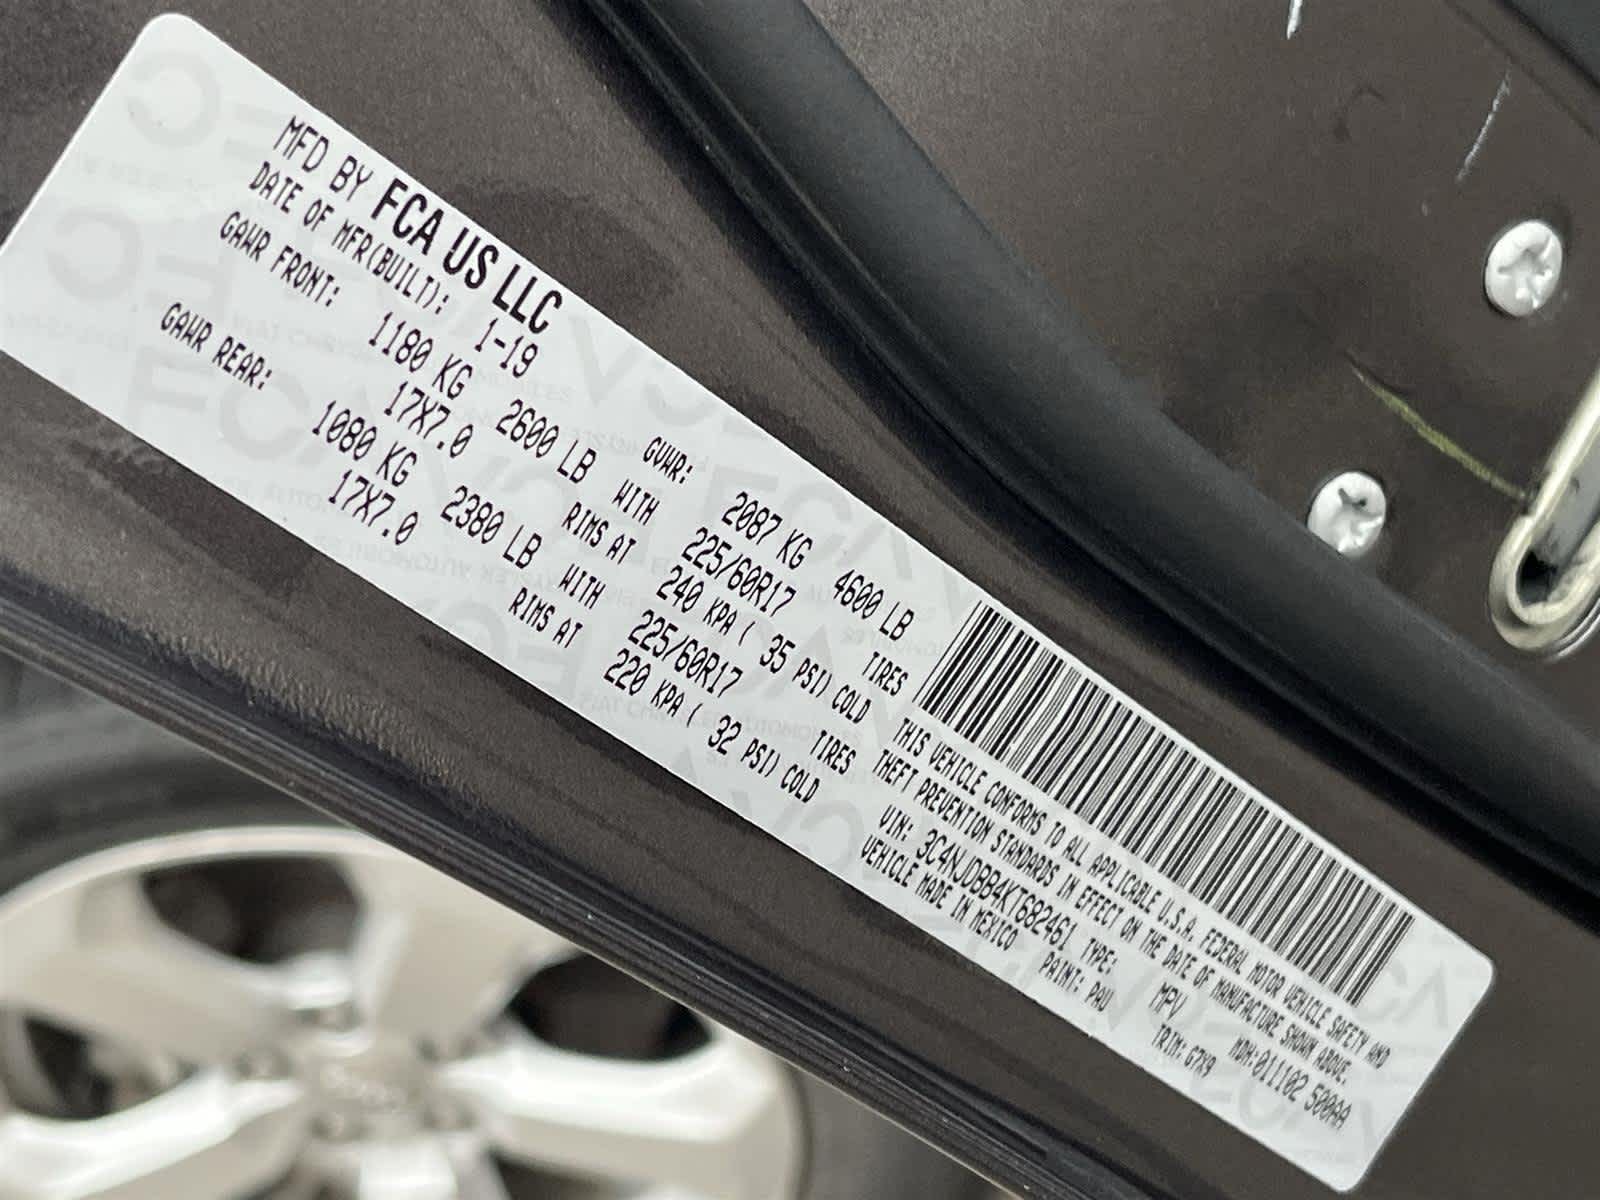 MFD BY FCA US LLC
DATE OF MFR(BUILT): 1-19 GVWR: 2087 KG 4600 LB
GAWR FRONT: 1180 KG 2600 LB WITH 225/60R17 TIRES
17X7.0 RIMS AT 240 KPA ( 35 PSI) COLD
GAWR REAR: 1080 KG 2380 LB WITH 225/60R17 TIRES
17X7.0 RIMS AT 220 KPA ( 32 PSI) COLD
THIS VEHICLE CONFORMS TO ALL APPLICABLE U.S.A. FEDERAL MOTOR VEHICLE SAFETY AND
THEFT PREVENTION STANDARDS IN EFFECT ON THE DATE OF MANUFACTURE SHOWN ABOVE.
VIN: 3C4NJDBB4KT682461 TYPE: MPV MDH:011102 500AA
VEHICLE MADE IN MEXICO PAINT: PAU TRIM: G7X9